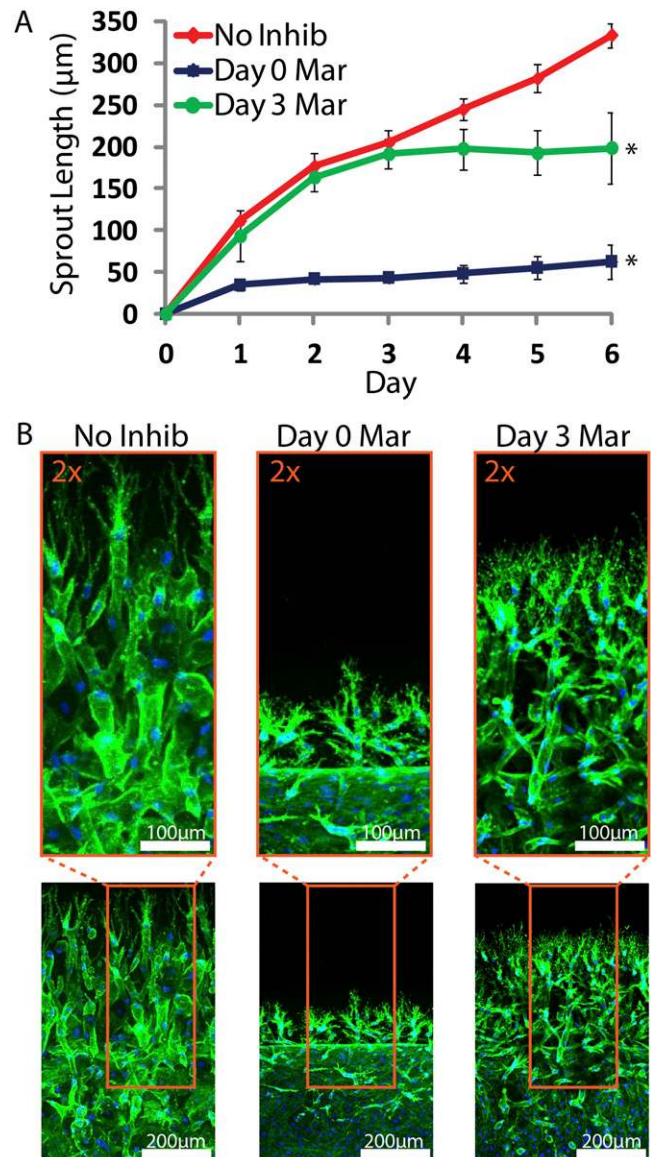 A
Sprout Length (µm)
350
300
250
200
150
100
50
0
No Inhib
Day 0 Mar
Day 3 Mar
*
*
0 1 2 3 4 5 6
Day
B
No Inhib Day 0 Mar Day 3 Mar
2x 2x 2x
100µm 100µm 100µm
200µm 200µm 200µm